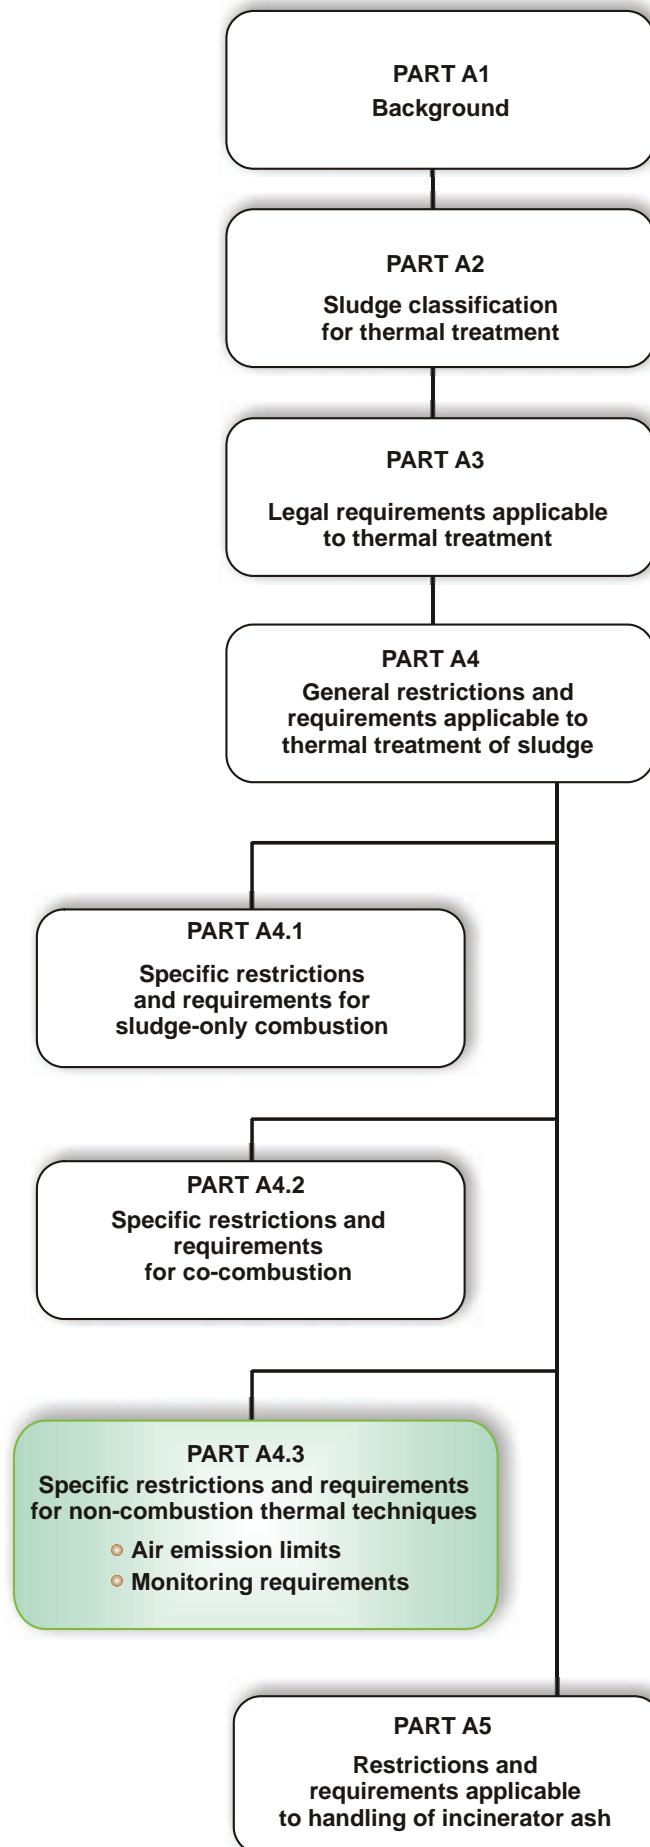 PART A1
Background
PART A2
Sludge classification
for thermal treatment
PART A3
Legal requirements applicable
to thermal treatment
PART A4
General restrictions and
requirements applicable to
thermal treatment of sludge
PART A4.1
Specific restrictions
and requirements for
sludge-only combustion
PART A4.2
Specific restrictions and
requirements
for co-combustion
PART A4.3
Specific restrictions and requirements
for non-combustion thermal techniques
Air emission limits
Monitoring requirements
PART A5
Restrictions and
requirements applicable
to handling of incinerator ash